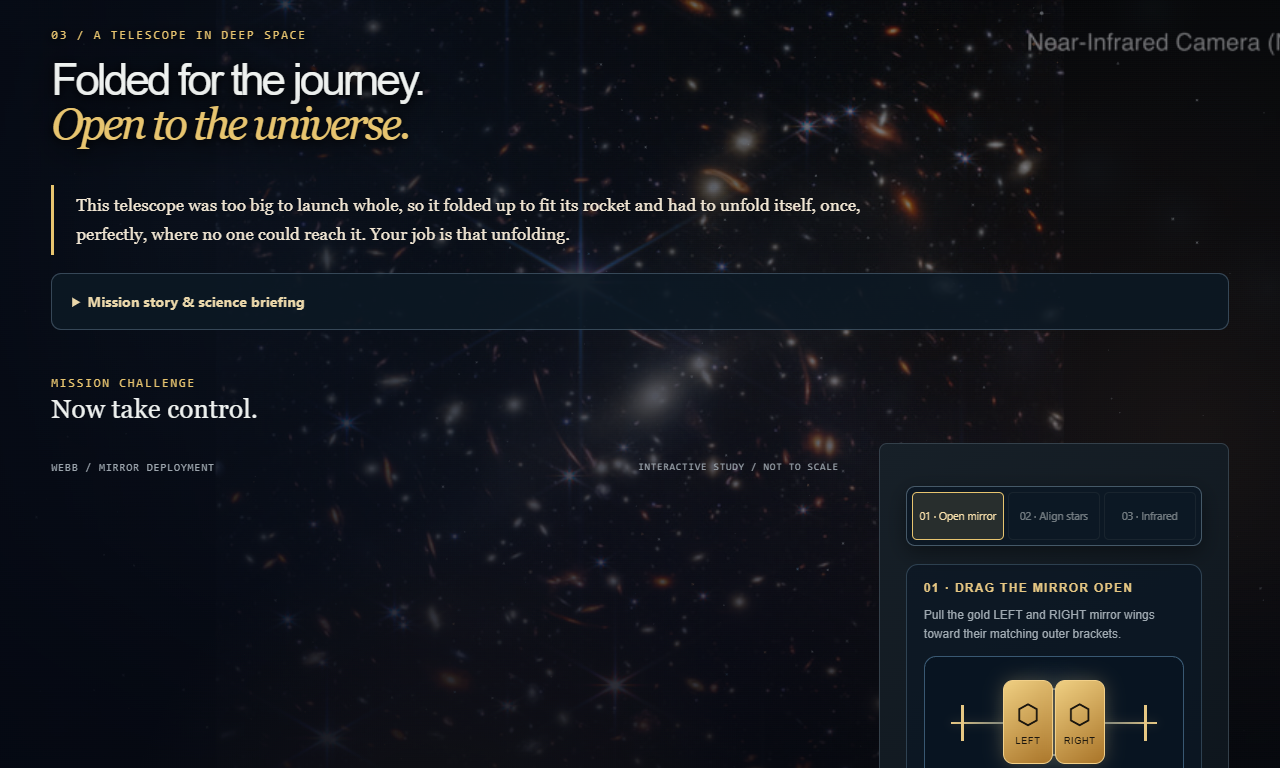 03 / A TELESCOPE IN DEEP SPACE
Near-Infrared Camera (
Folded for the journey.
Open to the universe.
This telescope was too big to launch whole, so it folded up to fit its rocket and had to unfold itself, once,
perfectly, where no one could reach it. Your job is that unfolding.
Mission story & science briefing
MISSION CHALLENGE
Now take control.
WEBB / MIRROR DEPLOYMENT
INTERACTIVE STUDY / NOT TO SCALE
01 · Open mirror
02 · Align stars
03 · Infrared
01 · DRAG THE MIRROR OPEN
Pull the gold LEFT and RIGHT mirror wings
toward their matching outer brackets.
LEFT
RIGHT